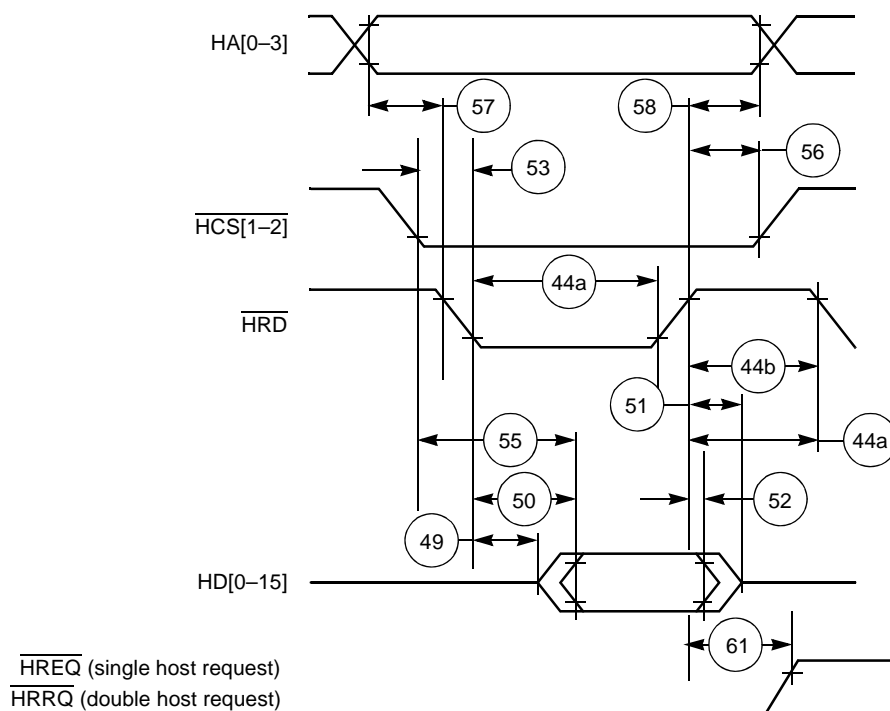 HA[0–3]
57
58
53
56
HCS[1–2]
44a
HRD
44b
51
55
44a
50
52
49
HD[0–15]
61
HREQ (single host request)
HRRQ (double host request)